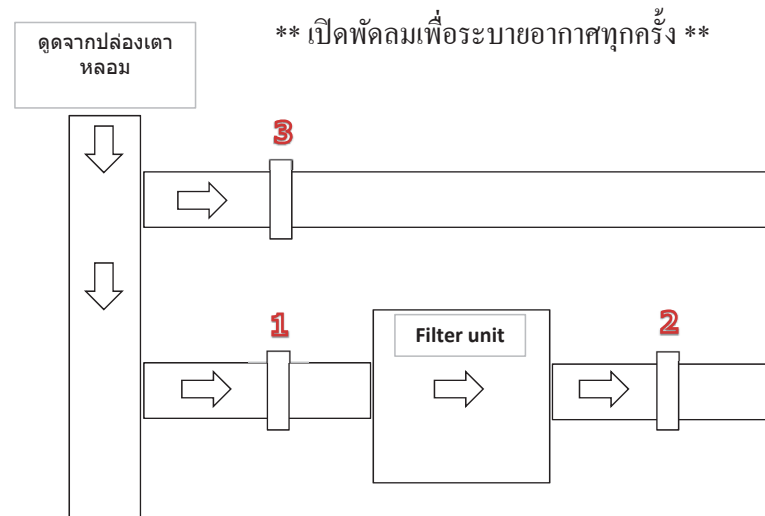 ** เปิดพัดลมเพื่อระบายอากาศทุกครั้ง **
ดูดจากปล่องเตา
หลอม
3
1
Filter unit
2